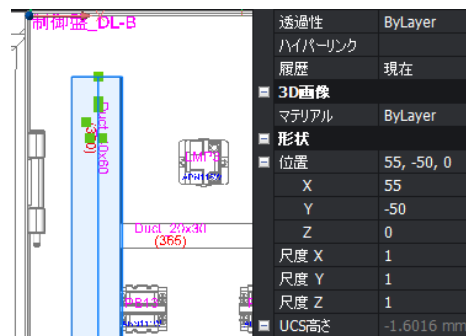 制御盤_DL-B
(365)
Duct_20x30
透過性 ByLayer
ハイパーリンク
履歴 現在
3D画像
マテリアル ByLayer
形状
位置 55, -50, 0
X 55
Y -50
Z 0
尺度 X 1
尺度 Y 1
尺度 Z 1
UCS高さ -1.6016 mm